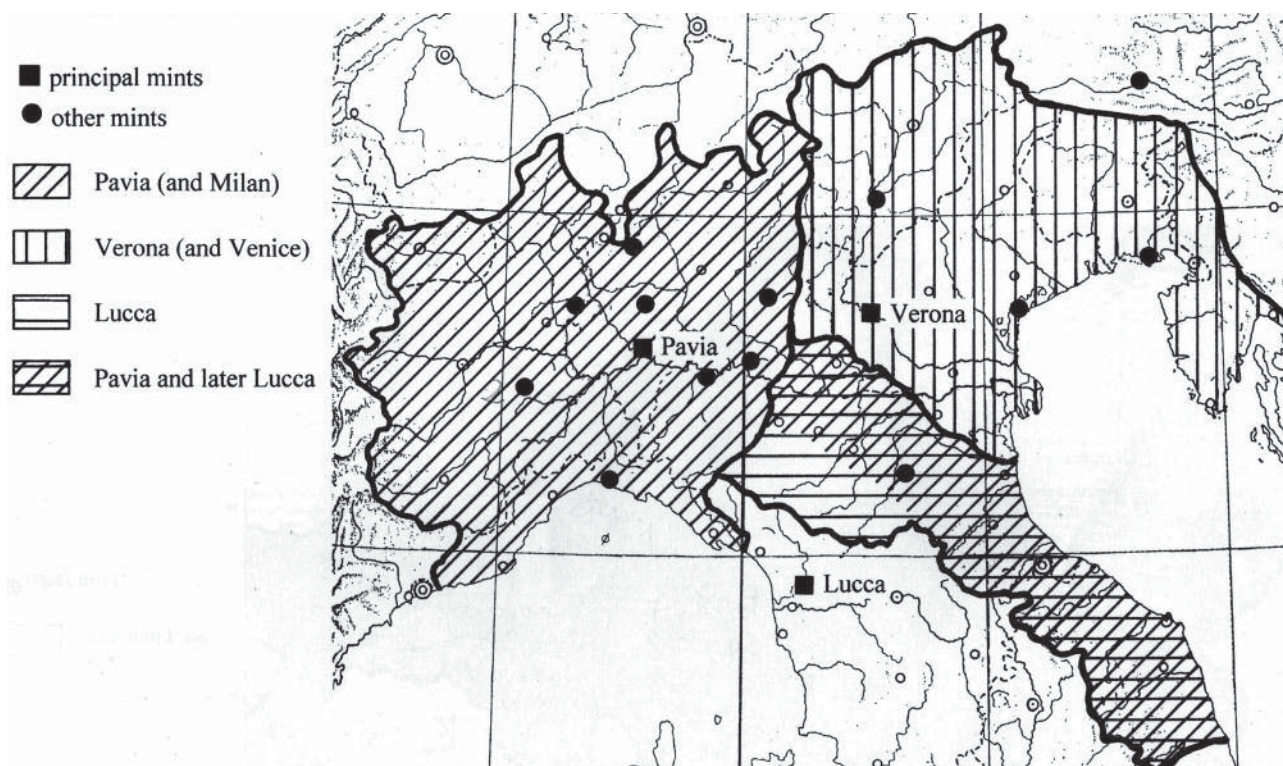 principal mints
other mints
Pavia (and Milan)
Verona (and Venice)
Lucca
Pavia and later Lucca
Verona
Pavia
Lucca